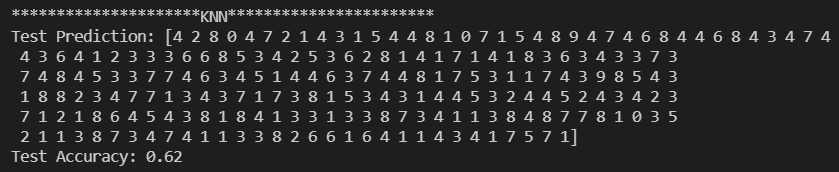 *********************KNN***********************
Test Prediction: [4 2 8 0 4 7 2 1 4 3 1 5 4 4 8 1 0 7 1 5 4 8 9 4 7 4 6 8 4 4 6 8 4 3 4 7 4
4 3 6 4 1 2 3 3 3 6 6 8 5 3 4 2 5 3 6 2 8 1 4 1 7 1 4 1 8 3 6 3 4 3 3 7 3
7 4 8 4 5 3 3 7 7 4 6 3 4 5 1 4 4 6 3 7 4 4 8 1 7 5 3 1 1 7 4 3 9 8 5 4 3
1 8 8 2 3 4 7 7 1 3 4 3 7 1 7 3 8 1 5 3 4 3 1 4 4 5 3 2 4 4 5 2 4 3 4 2 3
7 1 2 1 8 6 4 5 4 3 8 1 8 4 1 3 3 1 3 3 8 7 3 4 1 1 3 8 4 8 7 7 8 1 0 3 5
2 1 1 3 8 7 3 4 7 4 1 1 3 3 8 2 6 6 1 6 4 1 1 4 3 4 1 7 5 7 1]
Test Accuracy: 0.62